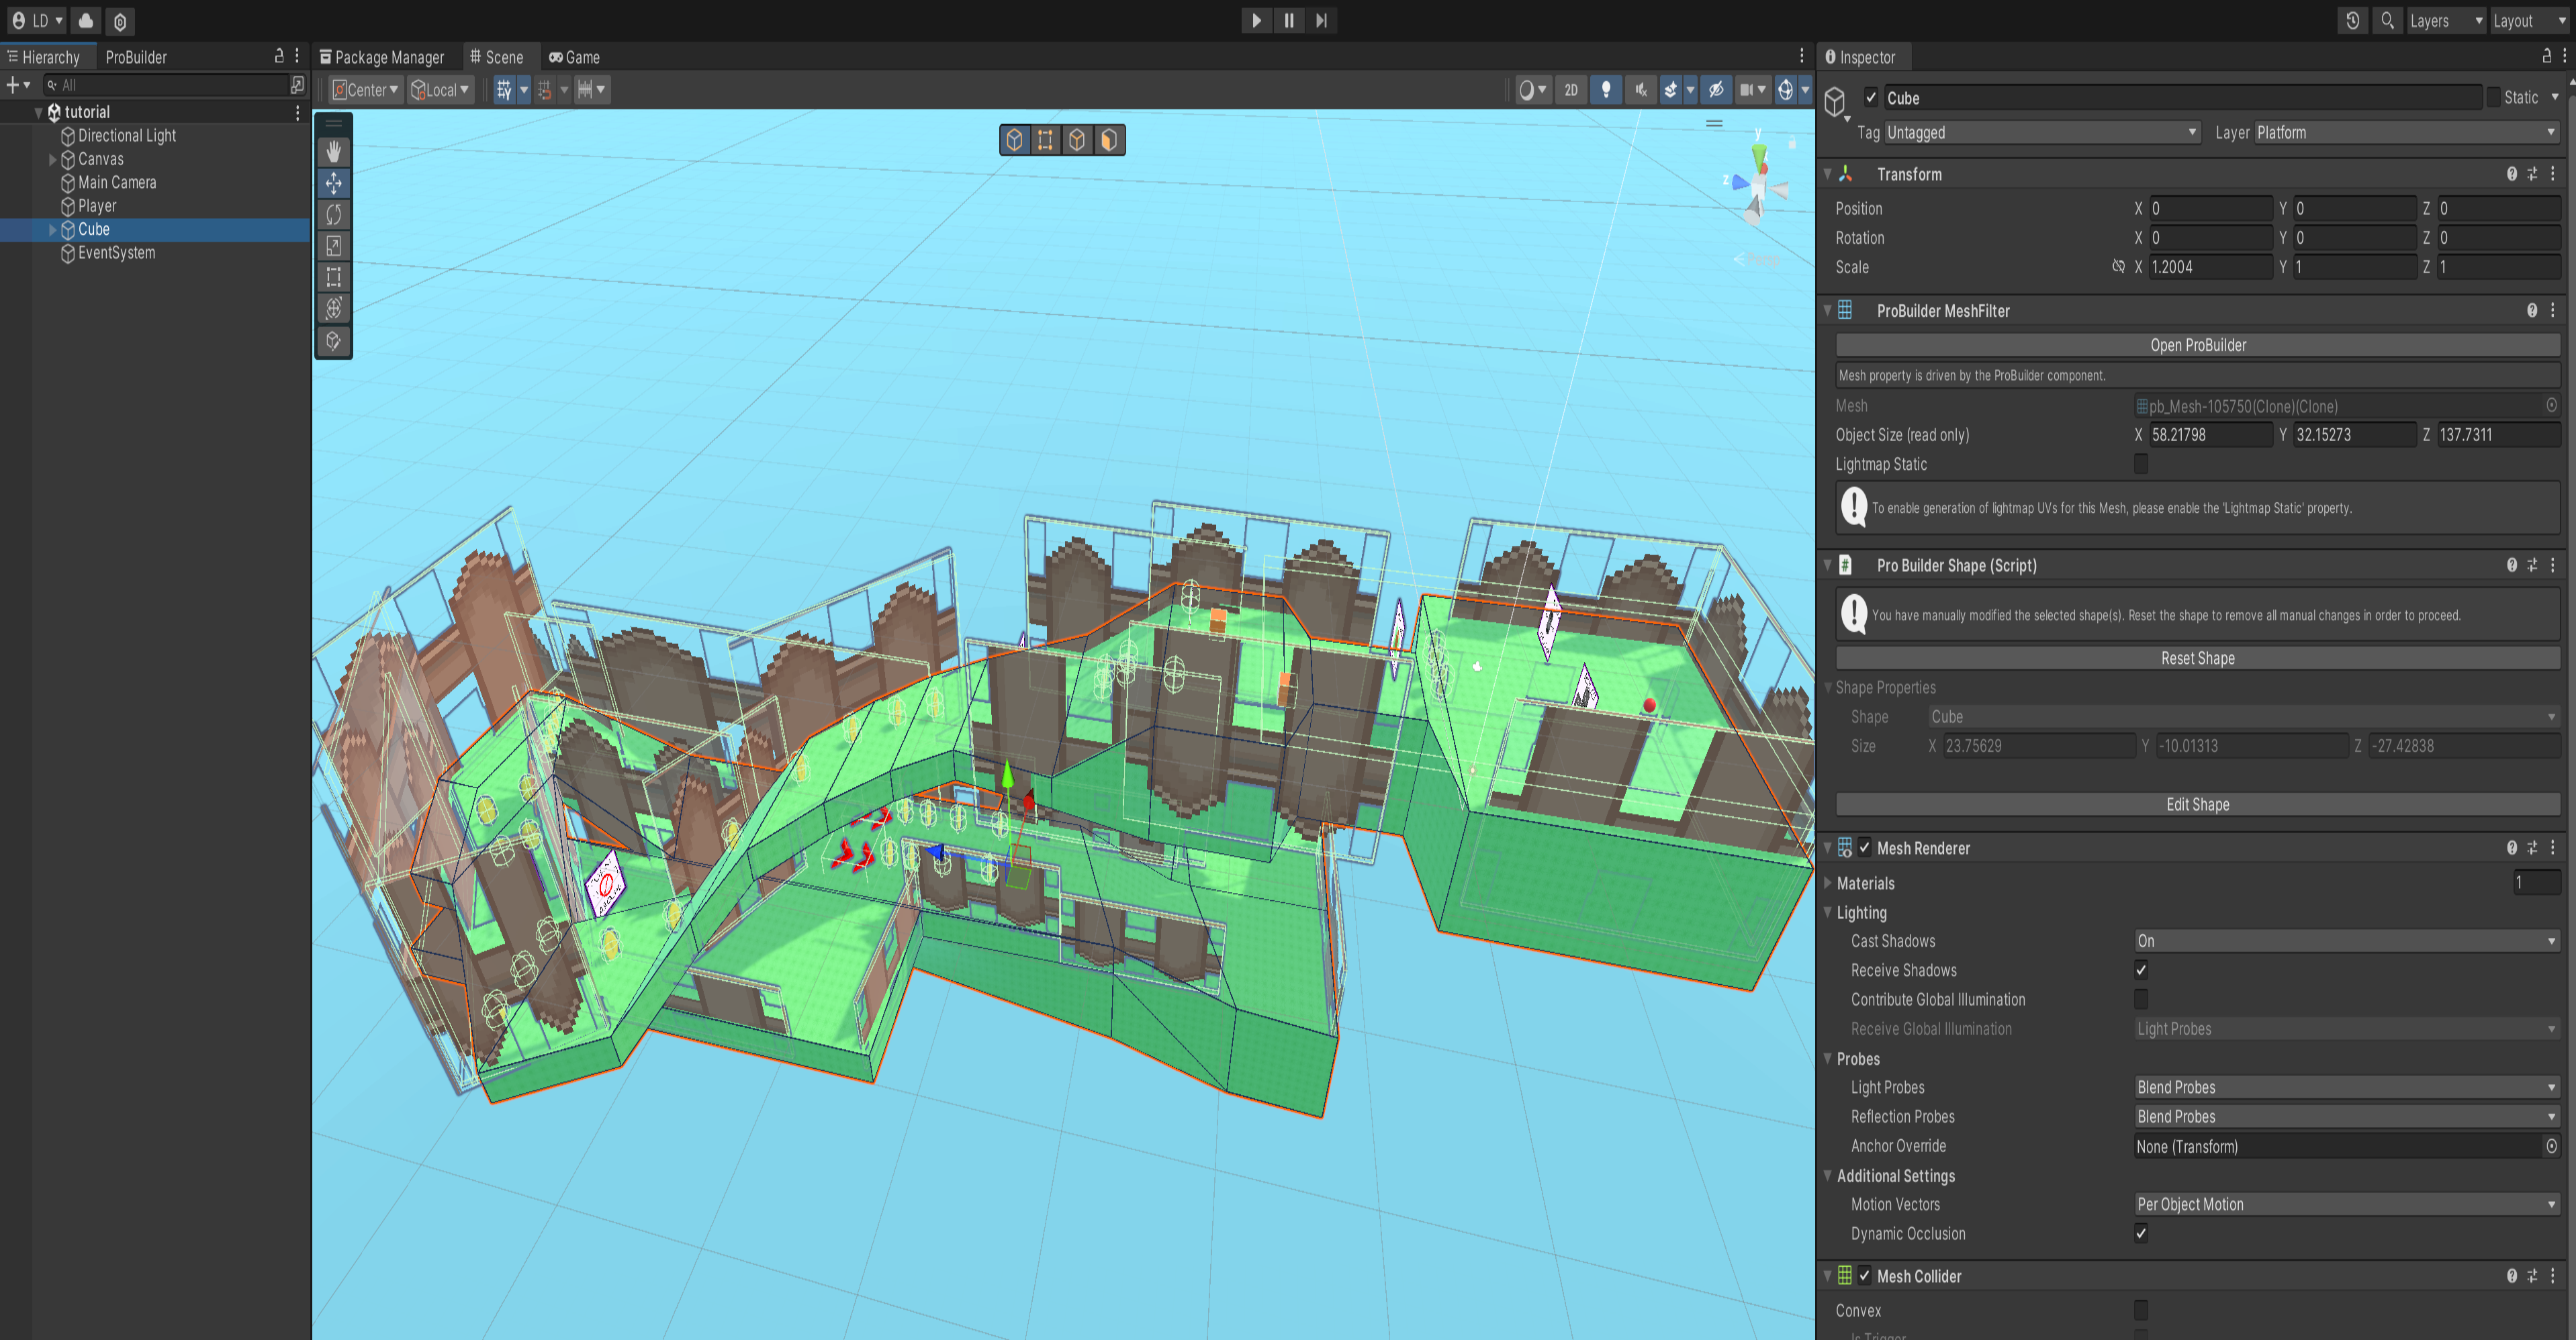 LD
Layers
Layout
Hierarchy
ProBuilder
Package Manager
Scene
Game
Inspector
All
Center
Local
2D
Cube
Static
tutorial
Tag
Untagged
Layer
Platform
Directional Light
Canvas
Main Camera
Player
Cube
EventSystem
y
z
Persp
Transform
Position
X 0
Y 0
Z 0
Rotation
X 0
Y 0
Z 0
Scale
X 1.2004
Y 1
Z 1
ProBuilder MeshFilter
Open ProBuilder
Mesh property is driven by the ProBuilder component.
Mesh
pb_Mesh-105750(Clone)(Clone)
Object Size (read only)
X 58.21798
Y 32.15273
Z 137.7311
Lightmap Static
To enable generation of lightmap UVs for this Mesh, please enable the 'Lightmap Static' property.
Pro Builder Shape (Script)
You have manually modified the selected shape(s). Reset the shape to remove all manual changes in order to proceed.
Reset Shape
Shape Properties
Shape
Cube
Size
X 23.75629
Y -10.01313
Z -27.42838
Edit Shape
Mesh Renderer
Materials
1
Lighting
Cast Shadows
On
Receive Shadows
Contribute Global Illumination
Receive Global Illumination
Light Probes
Probes
Light Probes
Blend Probes
Reflection Probes
Blend Probes
Anchor Override
None (Transform)
Additional Settings
Motion Vectors
Per Object Motion
Dynamic Occlusion
Mesh Collider
Convex
Is Trigger